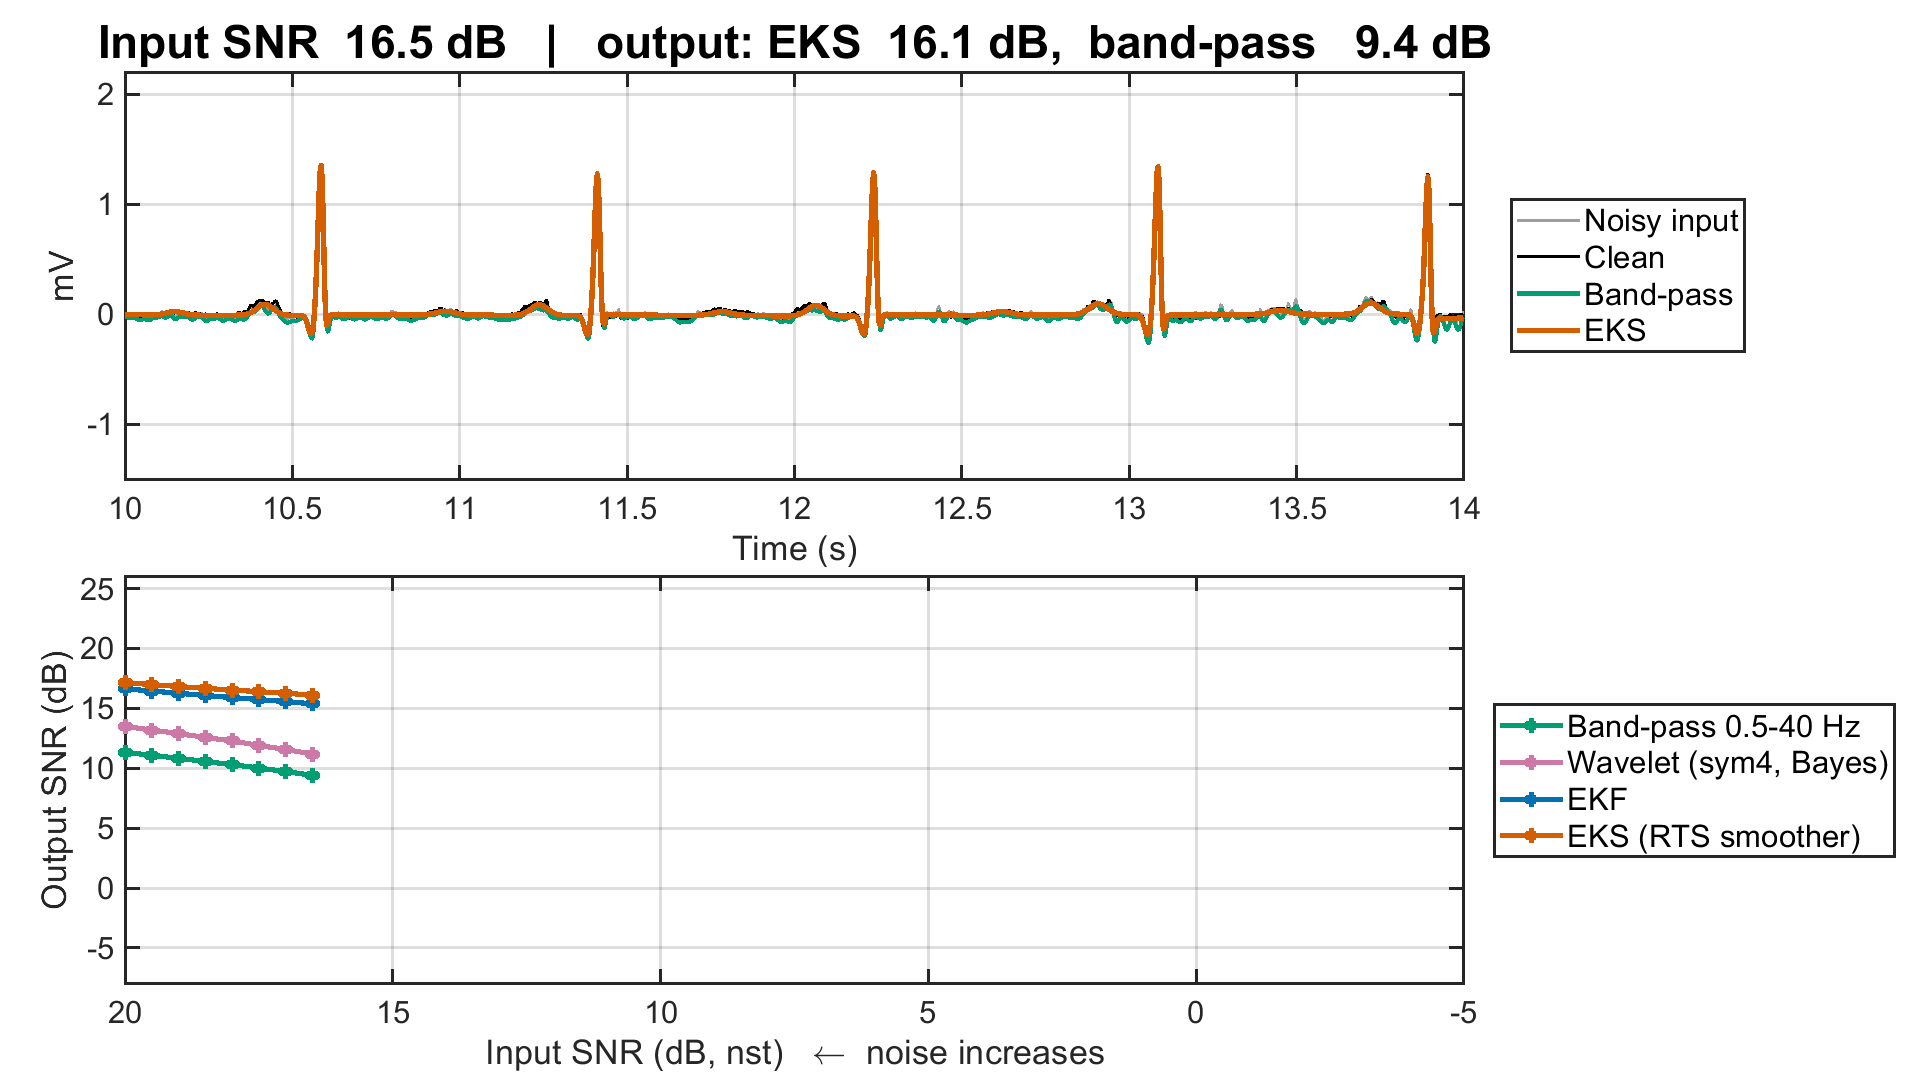 Input SNR  16.5 dB   |   output: EKS  16.1 dB,  band-pass   9.4 dB
2
1
0
-1
mV
10 10.5 11 11.5 12 12.5 13 13.5 14
Time (s)
Noisy input
Clean
Band-pass
EKS
25
20
15
10
5
0
-5
Output SNR (dB)
20 15 10 5 0 -5
Input SNR (dB, nst)   ←  noise increases
Band-pass 0.5-40 Hz
Wavelet (sym4, Bayes)
EKF
EKS (RTS smoother)